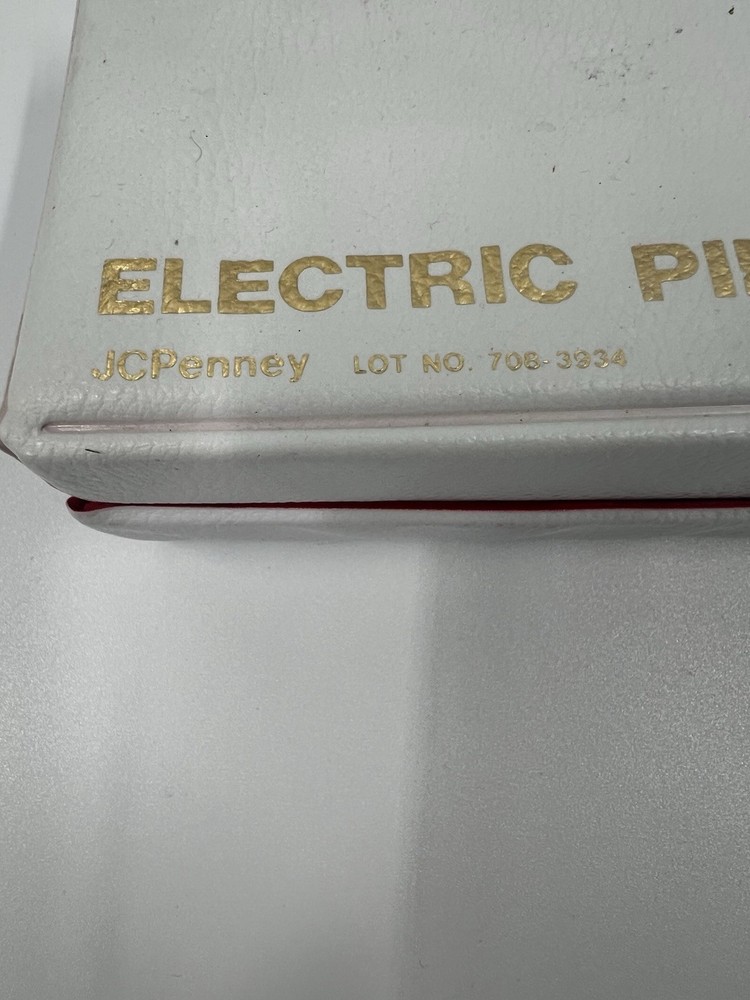 ELECTRIC PI
JCPenney LOT NO. 706-3934